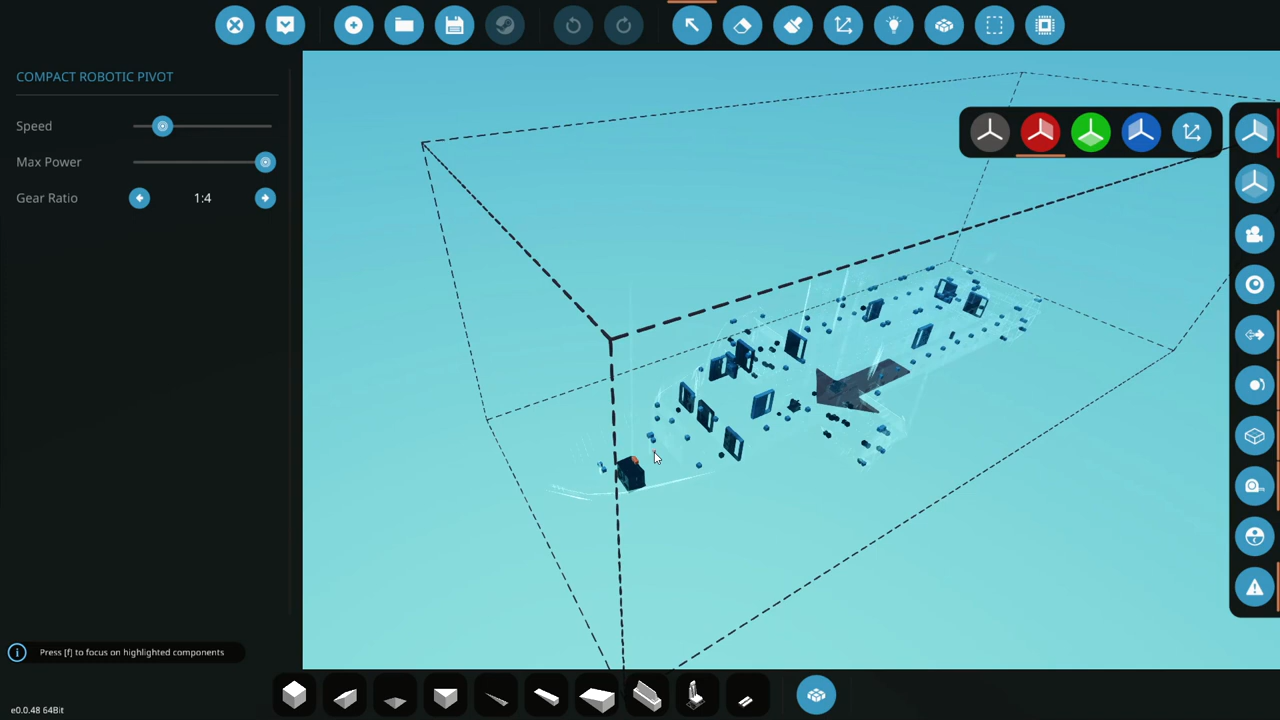 COMPACT ROBOTIC PIVOT
Speed
Max Power
Gear Ratio
1:4
Press [f] to focus on highlighted components
e0.0.48 64Bit